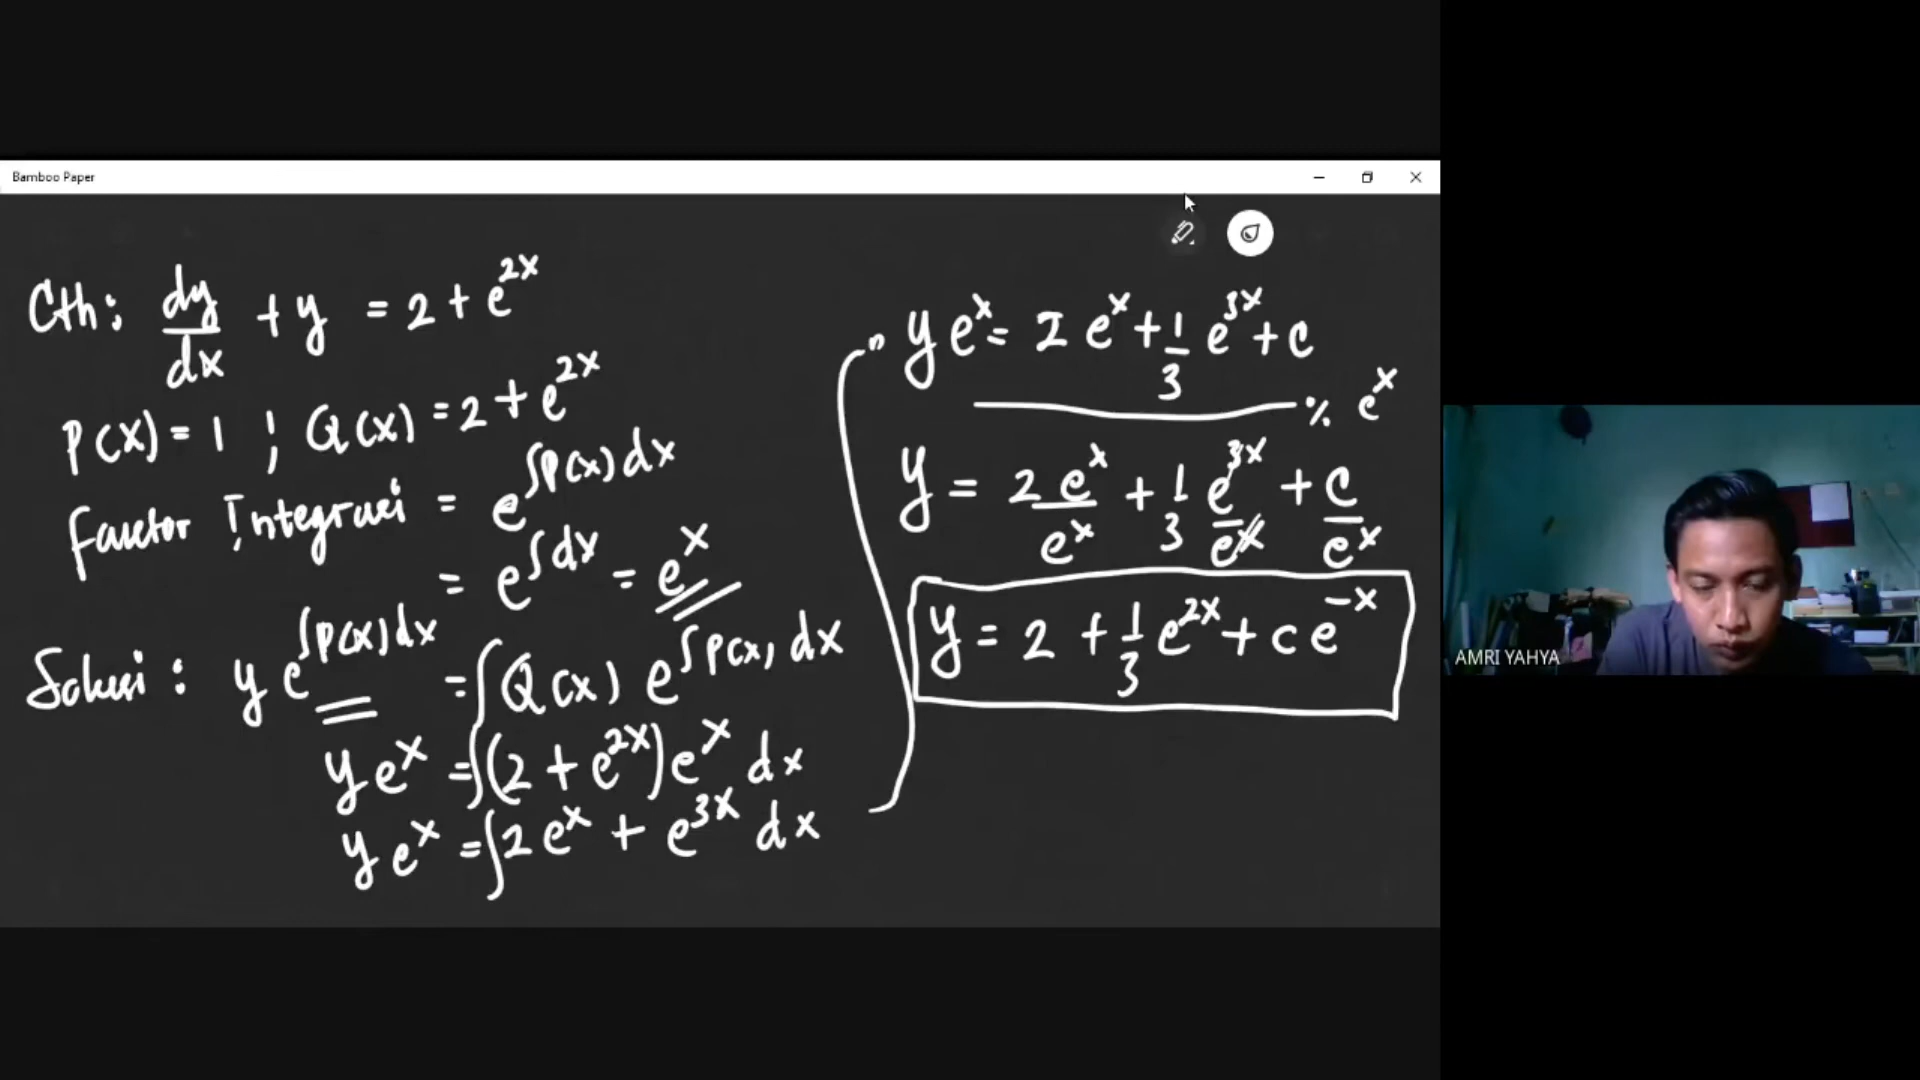 Bamboo Paper
Cth: dy/dx + y = 2 + e^{2x}
P(x) = 1 ; Q(x) = 2 + e^{2x}
Factor Integrasi = e^{∫P(x)dx}
= e^{∫dx} = e^x
Solusi : y e^{∫P(x)dx} = ∫Q(x) e^{∫P(x), dx}
y e^x = ∫(2 + e^{2x}) e^x dx
y e^x = ∫2 e^x + e^{3x} dx
y e^x = 2 e^x + 1/3 e^{3x} + c
% e^x
y = 2 e^x/e^x + 1/3 e^{3x}/e^x + c/e^x
y = 2 + 1/3 e^{2x} + c e^{-x}
AMRI YAHYA